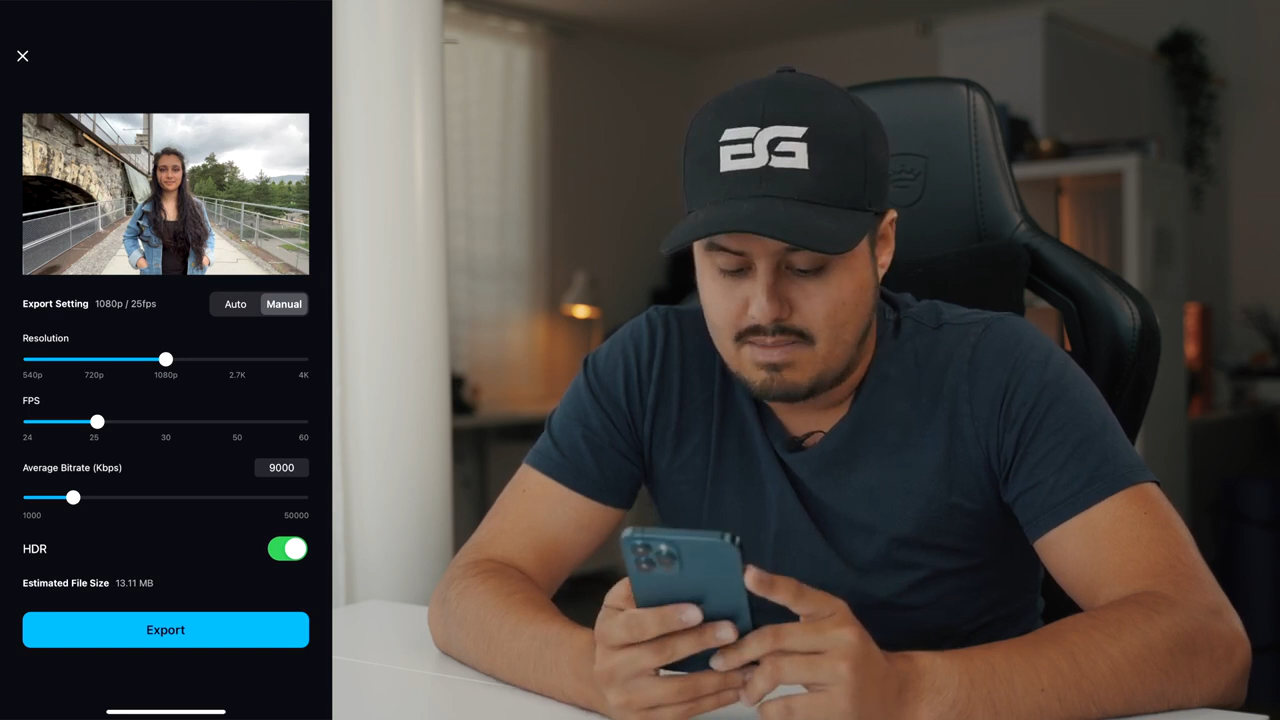 Export Setting 1080p / 25fps Auto Manual
Resolution
540p 720p 1080p 2.7K 4K
FPS
24 25 30 50 60
Average Bitrate (Kbps) 9000
1000 50000
HDR
Estimated File Size 13.11 MB
Export
EG